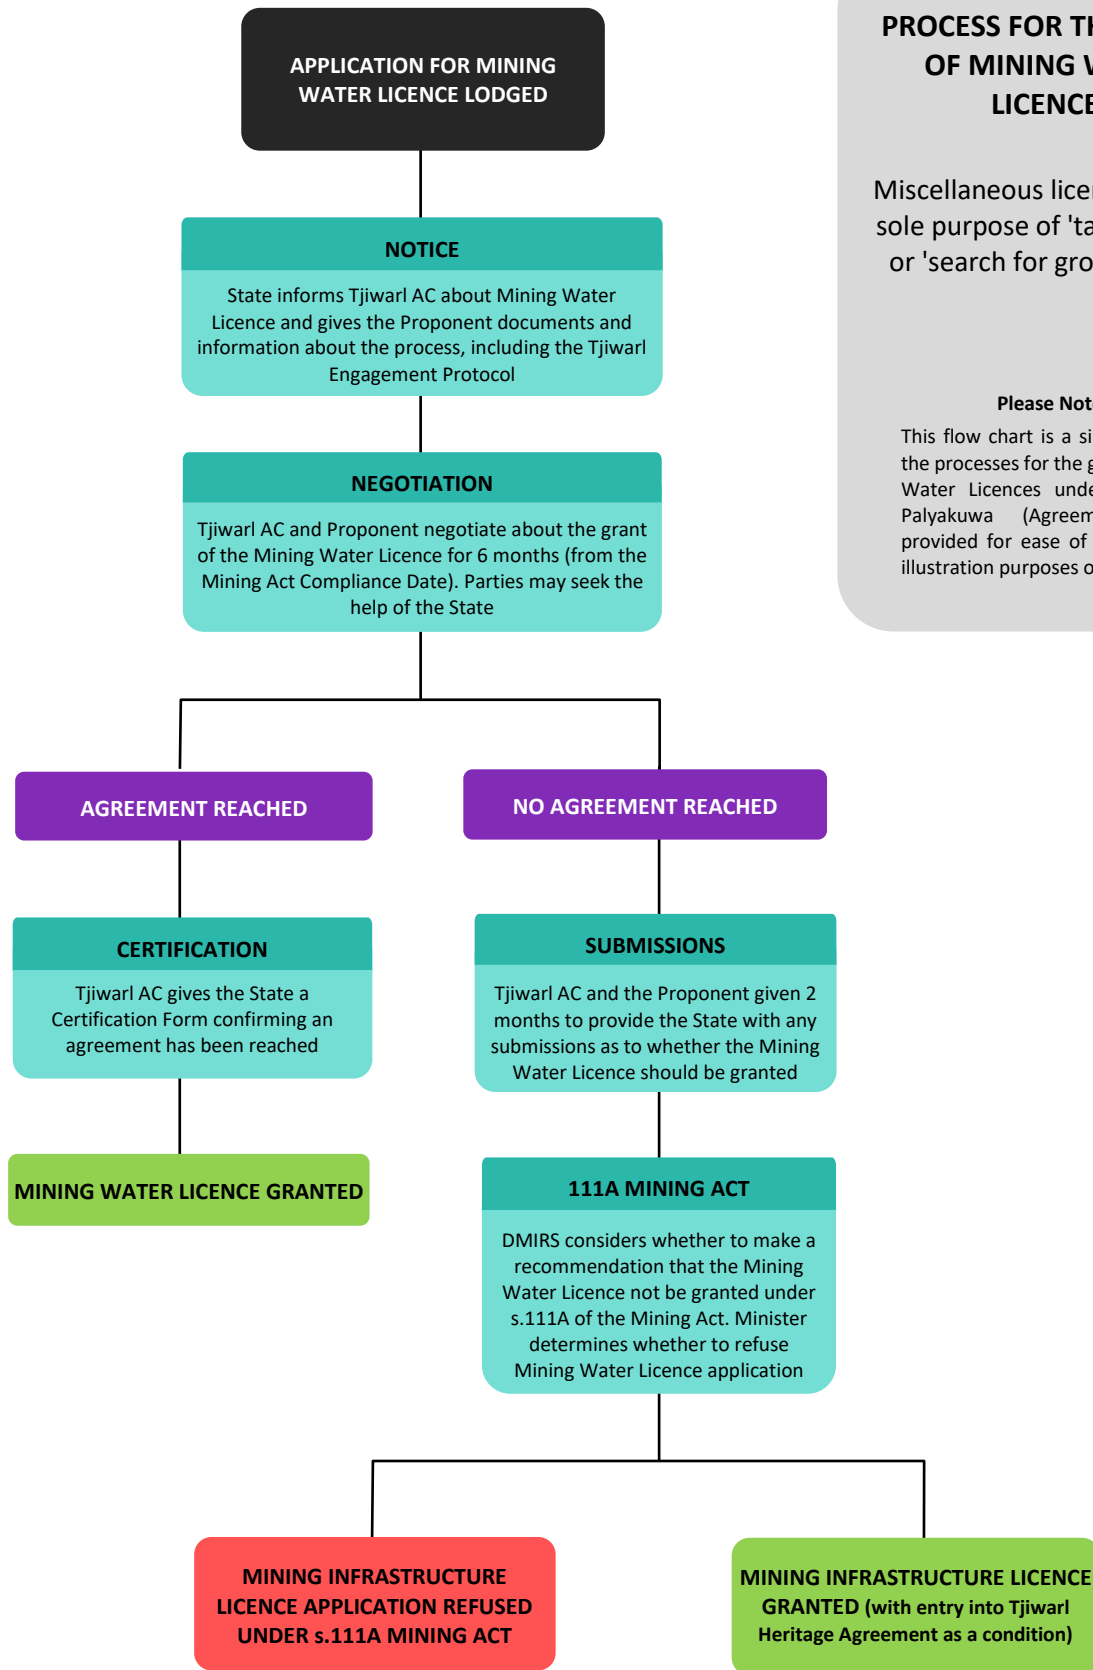 APPLICATION FOR MINING
WATER LICENCE LODGED
NOTICE
State informs Tjiwarl AC about Mining Water
Licence and gives the Proponent documents and
information about the process, including the Tjiwarl
Engagement Protocol
NEGOTIATION
Tjiwarl AC and Proponent negotiate about the grant
of the Mining Water Licence for 6 months (from the
Mining Act Compliance Date). Parties may seek the
help of the State
AGREEMENT REACHED
NO AGREEMENT REACHED
CERTIFICATION
Tjiwarl AC gives the State a
Certification Form confirming an
agreement has been reached
MINING WATER LICENCE GRANTED
SUBMISSIONS
Tjiwarl AC and the Proponent given 2
months to provide the State with any
submissions as to whether the Mining
Water Licence should be granted
111A MINING ACT
DMIRS considers whether to make a
recommendation that the Mining
Water Licence not be granted under
s.111A of the Mining Act. Minister
determines whether to refuse
Mining Water Licence application
MINING INFRASTRUCTURE
LICENCE APPLICATION REFUSED
UNDER s.111A MINING ACT
MINING INFRASTRUCTURE LICENCE
GRANTED (with entry into Tjiwarl
Heritage Agreement as a condition)
PROCESS FOR
OF MINING
Miscellaneous
sole purpose of
or 'search for
Please
This flow chart is a
the processes for the
Water Licences
Palyakuwa
provided for ease of
illustration purposes